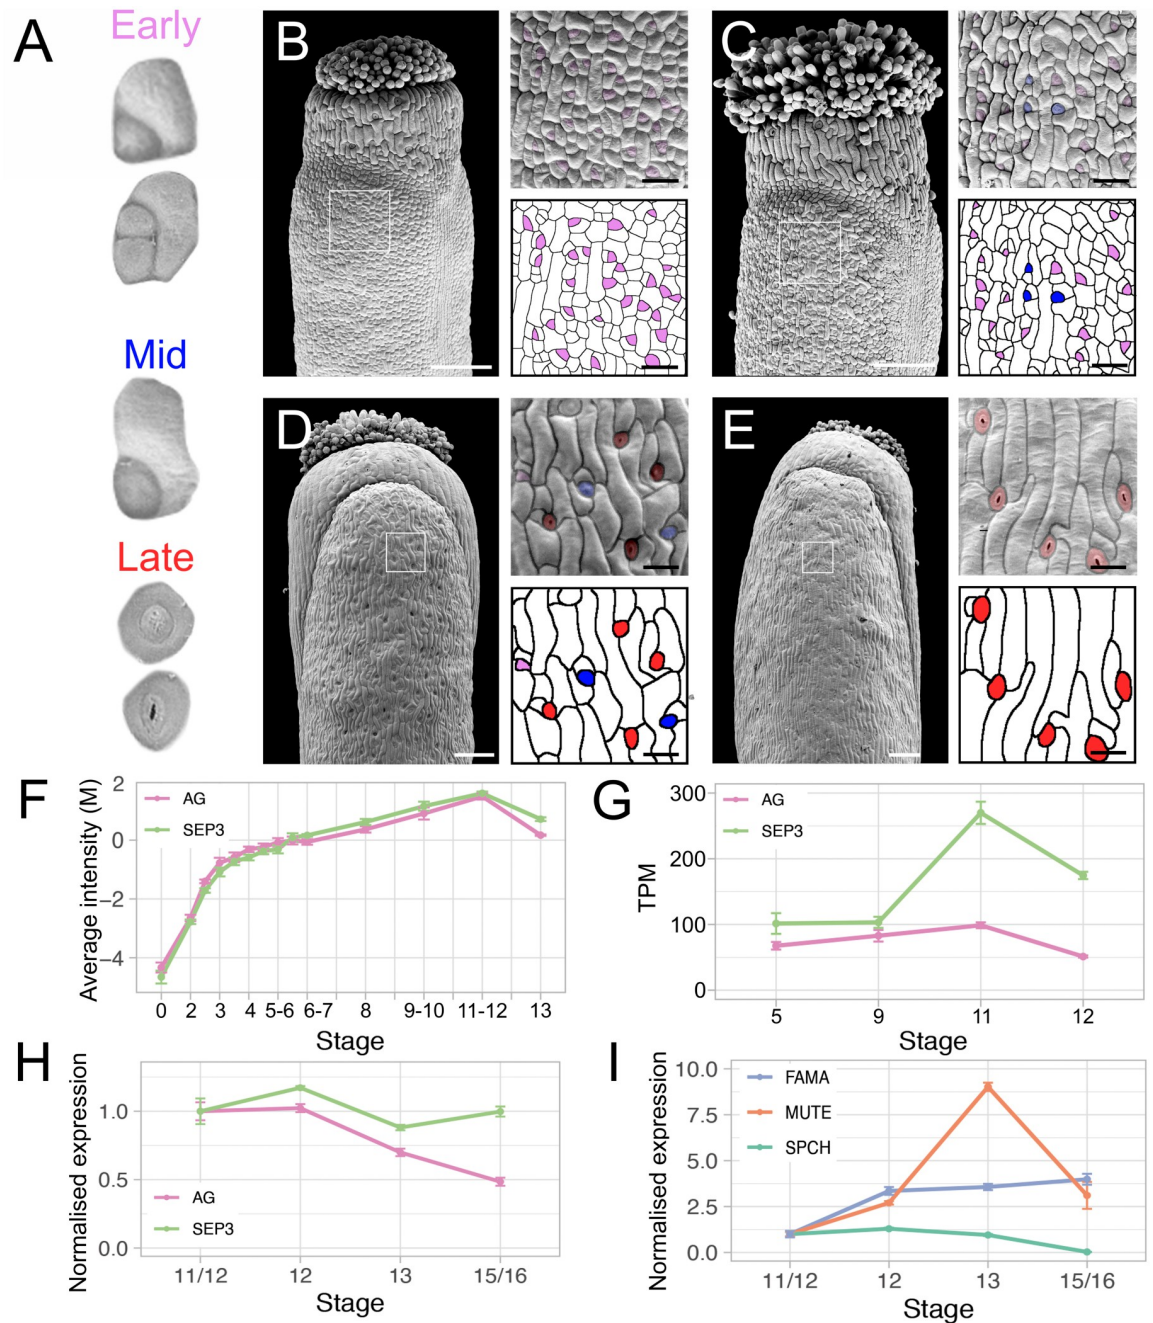 A
Early
Mid
Late
B
C
D
E
F
2
0
−2
−4
Average intensity (M)
AG
SEP3
0 2 3 4 5-6 6-7 8 9-10 11-12 13
Stage
G
300
200
100
0
TPM
AG
SEP3
5 9 11 12
Stage
H
1.0
0.5
0.0
Normalised expression
AG
SEP3
11/12 12 13 15/16
Stage
I
10.0
7.5
5.0
2.5
0.0
Normalised expression
FAMA
MUTE
SPCH
11/12 12 13 15/16
Stage